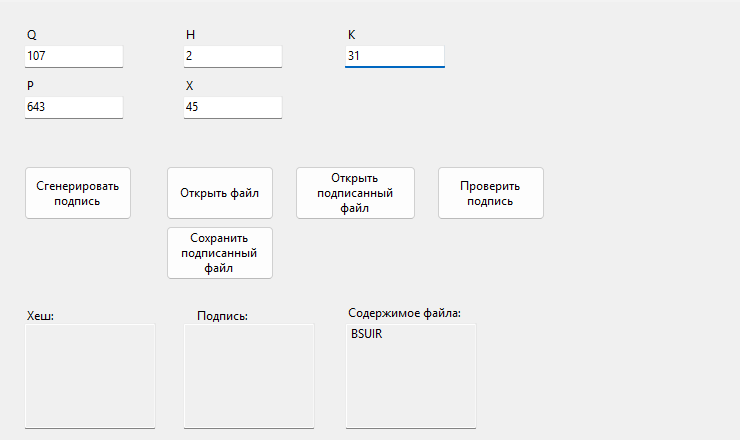 Q H K
107 2 31
P X
643 45
Сгенерировать
подпись
Открыть файл
Открыть
подписанный
файл
Проверить
подпись
Сохранить
подписанный
файл
Хеш: Подпись: Содержимое файла:
BSUIR